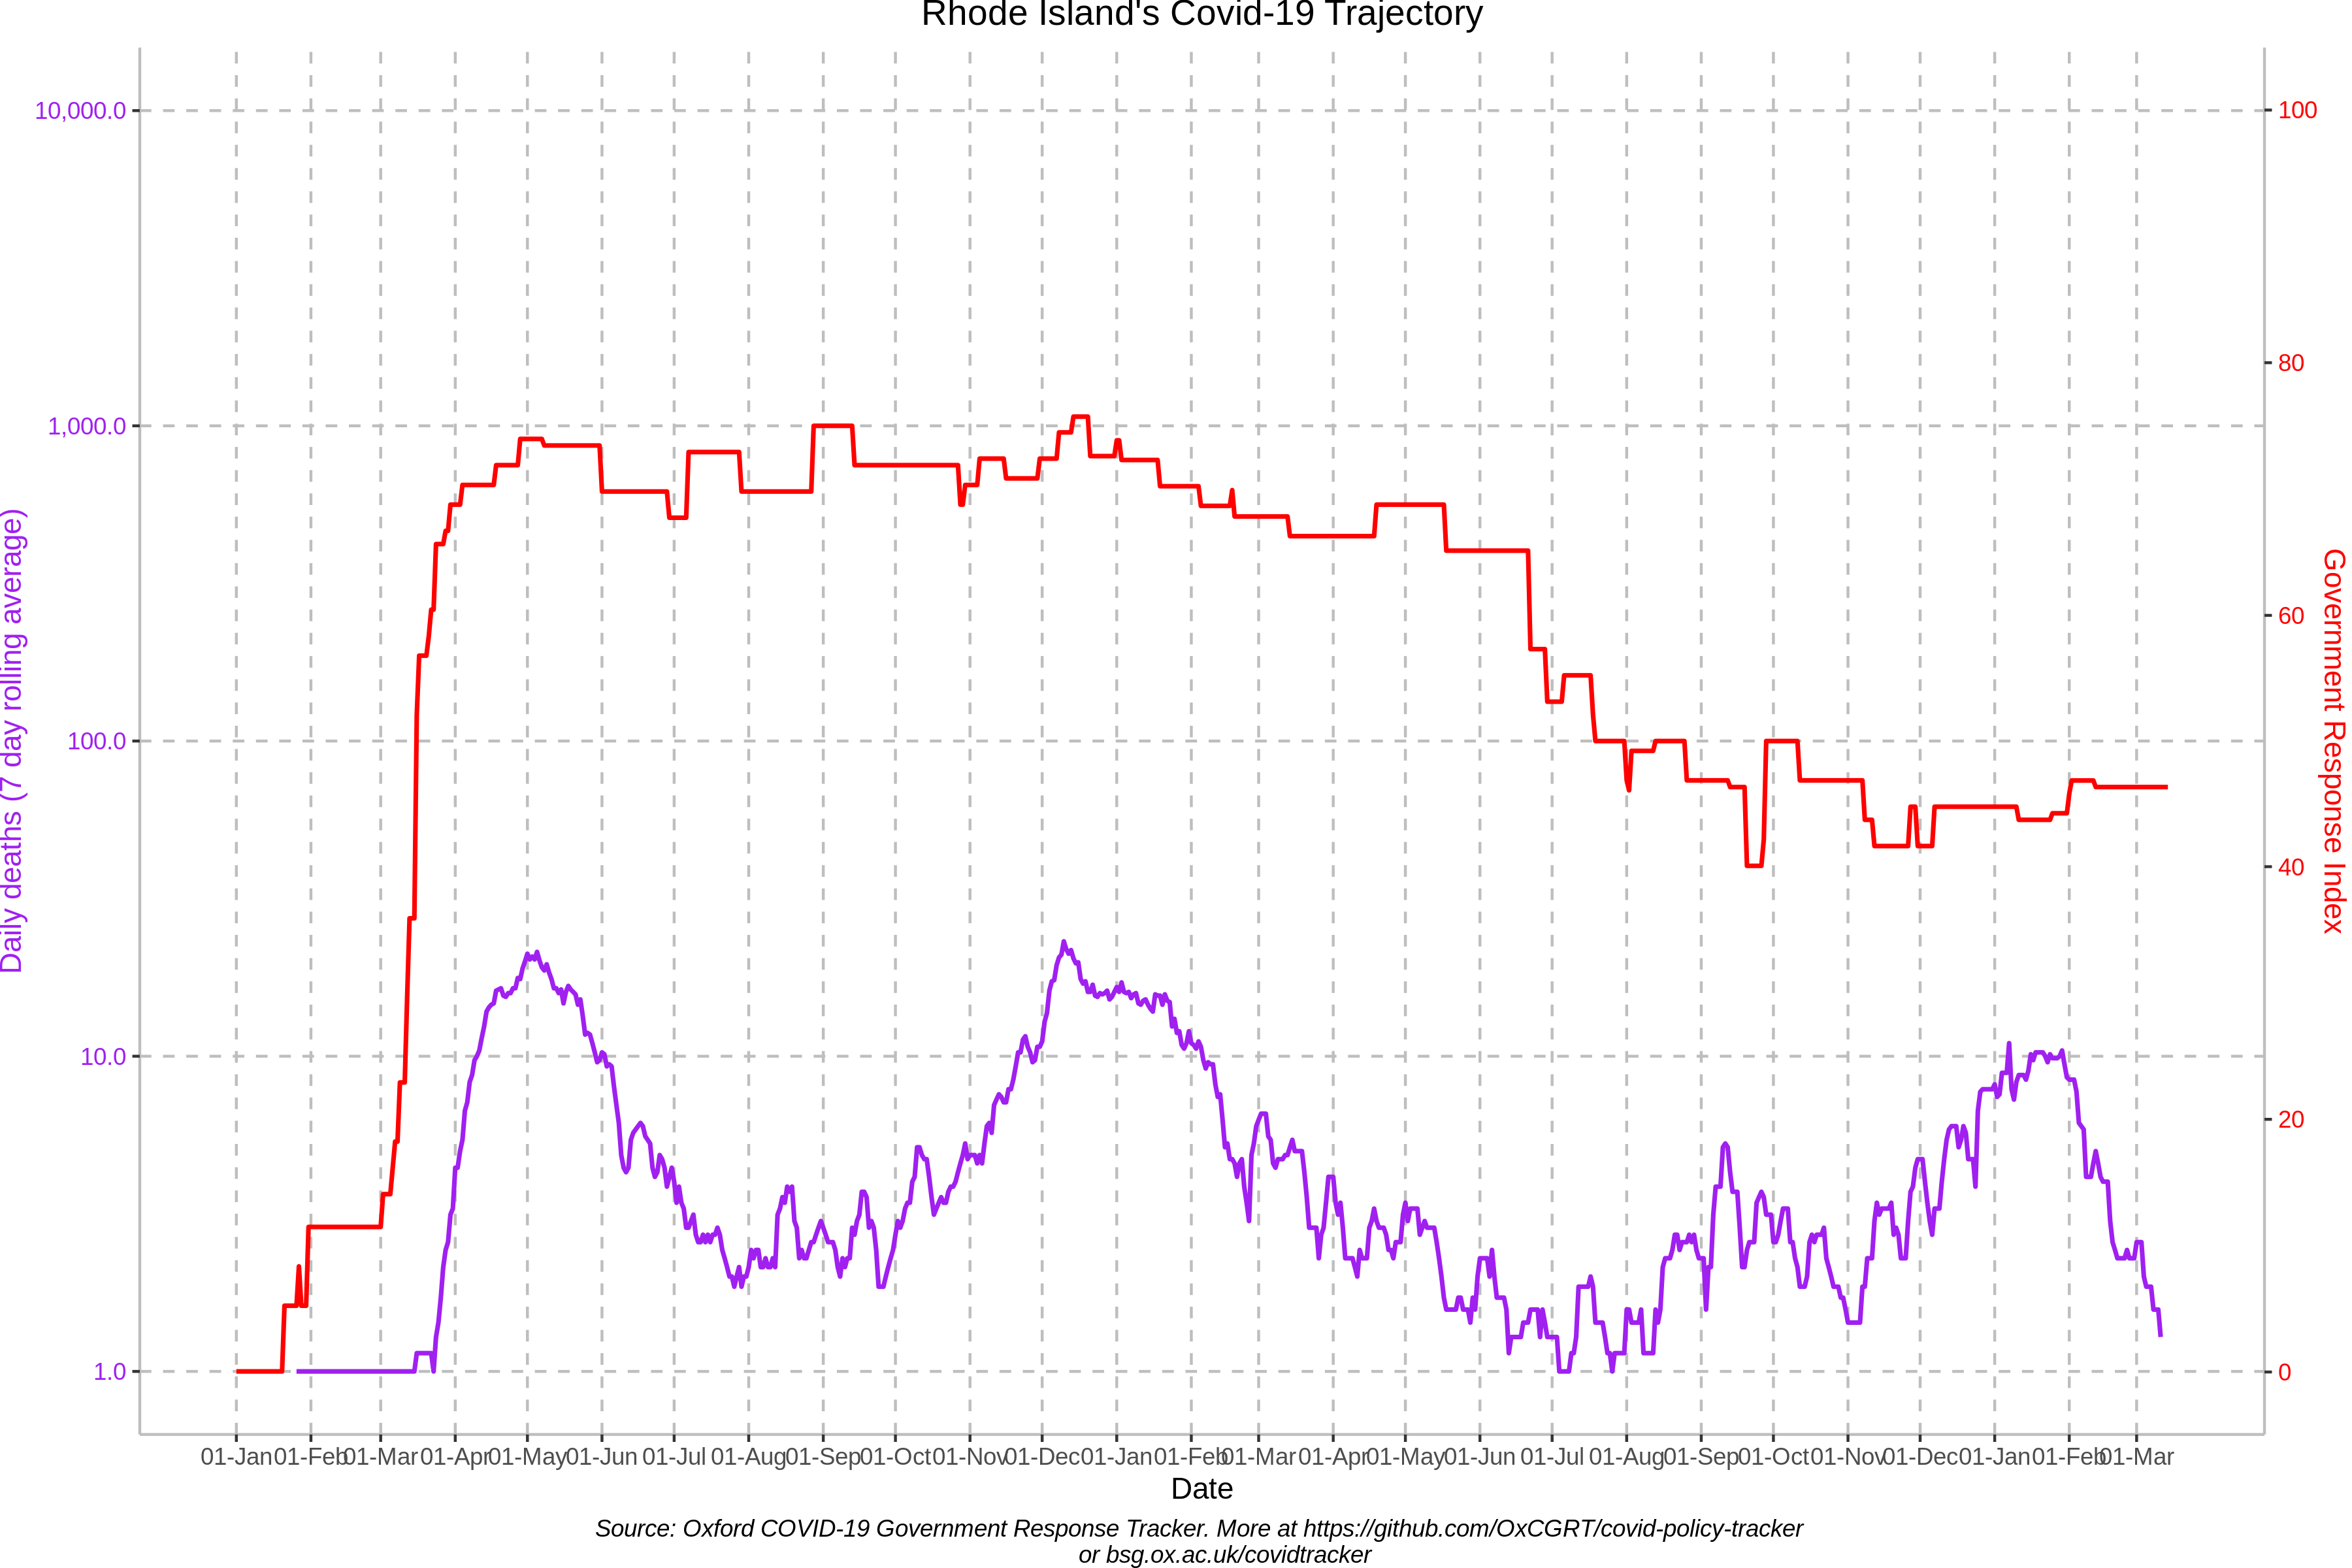 Rhode Island's Covid-19 Trajectory
10,000.0
1,000.0
100.0
10.0
1.0
Daily deaths (7 day rolling average)
100
80
60
40
20
0
Government Response Index
01-Jan 01-Feb 01-Mar 01-Apr 01-May 01-Jun 01-Jul 01-Aug 01-Sep 01-Oct 01-Nov 01-Dec 01-Jan 01-Feb 01-Mar 01-Apr 01-May 01-Jun 01-Jul 01-Aug 01-Sep 01-Oct 01-Nov 01-Dec 01-Jan 01-Feb 01-Mar
Date
Source: Oxford COVID-19 Government Response Tracker. More at https://github.com/OxCGRT/covid-policy-tracker
or bsg.ox.ac.uk/covidtracker